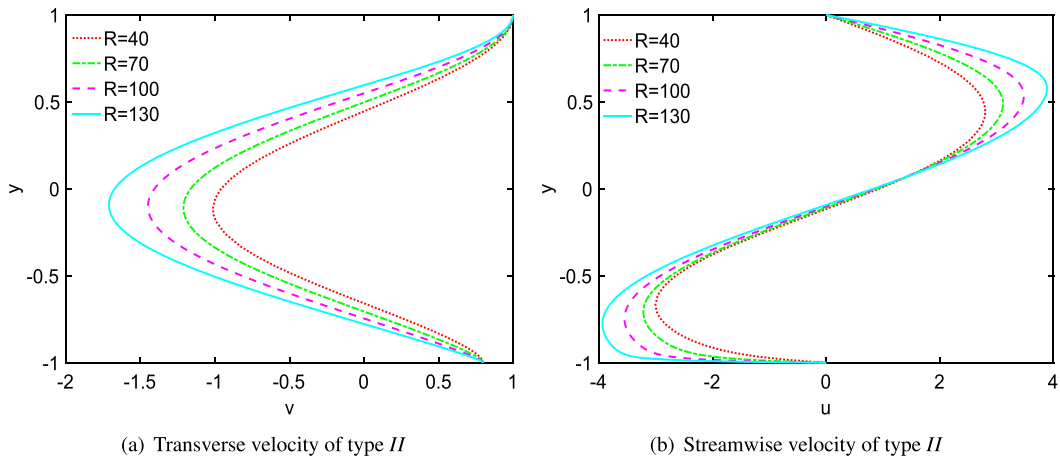 1
R=40
R=70
R=100
R=130
0.5
y
0
-0.5
-1
-2 -1.5 -1 -0.5 0 0.5 1
v
(a) Transverse velocity of type II
1
R=40
R=70
R=100
R=130
0.5
y
0
-0.5
-1
-4 -2 0 2 4
u
(b) Streamwise velocity of type II